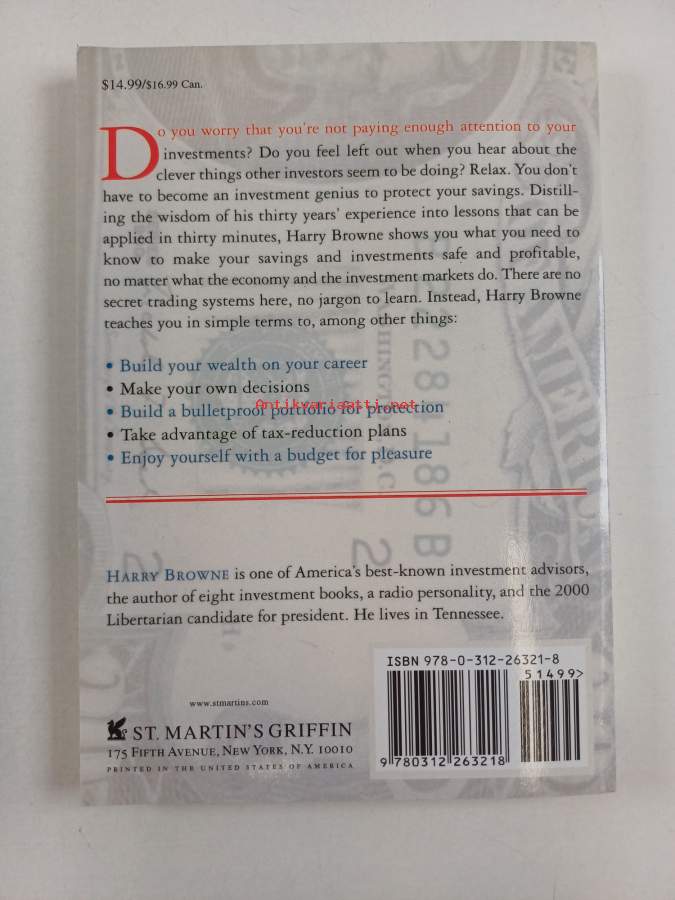 $14.99/$16.99 Can.
Do you worry that you're not paying enough attention to your
investments? Do you feel left out when you hear about the
clever things other investors seem to be doing? Relax. You don't
have to become an investment genius to protect your savings. Distill-
ing the wisdom of his thirty years' experience into lessons that can be
applied in thirty minutes, Harry Browne shows you what you need to
know to make your savings and investments safe and profitable,
no matter what the economy and the investment markets do. There are no
secret trading systems here, no jargon to learn. Instead, Harry Browne
teaches you in simple terms to, among other things:
• Build your wealth on your career
• Make your own decisions
• Build a bulletproof portfolio for protection
Antikvariaatti.net
• Take advantage of tax-reduction plans
• Enjoy yourself with a budget for pleasure
HARRY BROWNE is one of America's best-known investment advisors,
the author of eight investment books, a radio personality, and the 2000
Libertarian candidate for president. He lives in Tennessee.
ISBN 978-0-312-26321-8
51499>
9 780312 263218
www.stmartins.com
ST. MARTIN'S GRIFFIN
175 FIFTH AVENUE, NEW YORK, N.Y. 10010
PRINTED IN THE UNITED STATES OF AMERICA